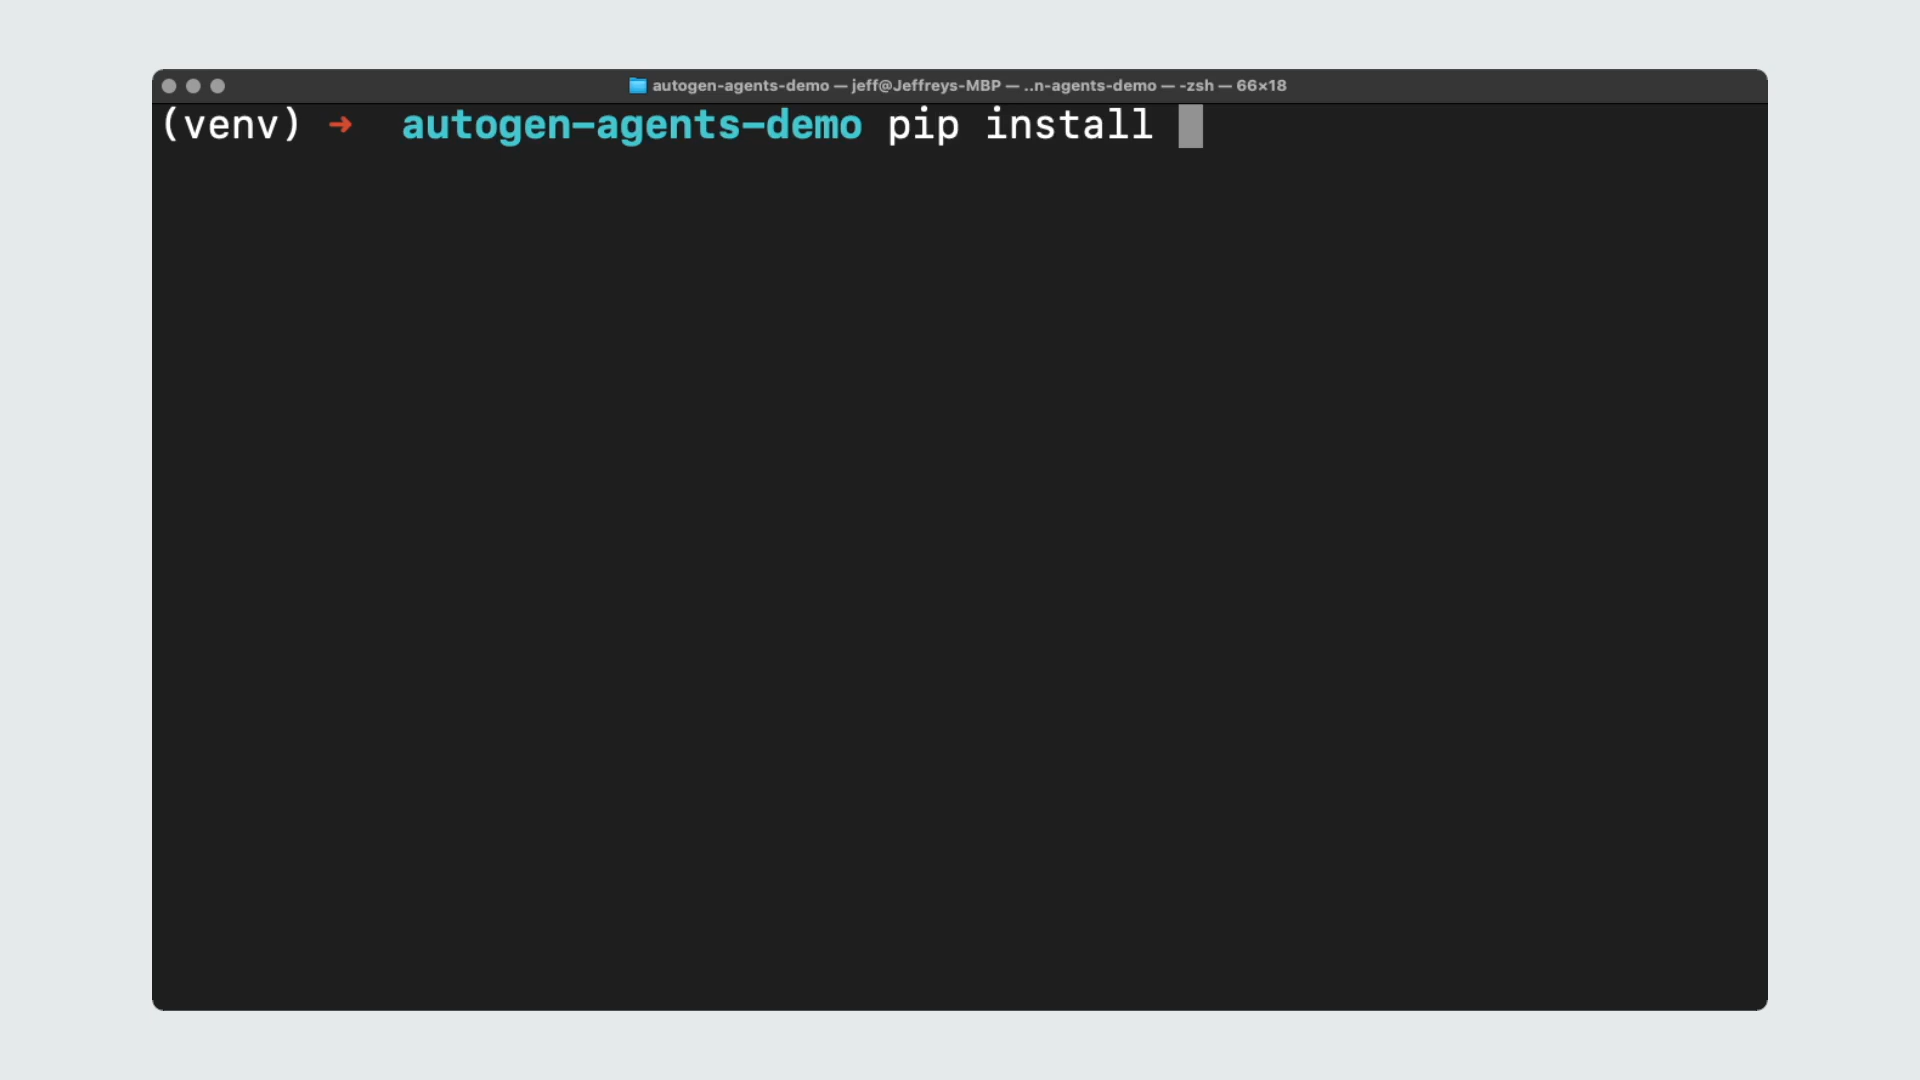 autogen-agents-demo — jeff@Jeffreys-MBP — ..n-agents-demo — -zsh — 66×18
(venv) ➜ autogen-agents-demo pip install